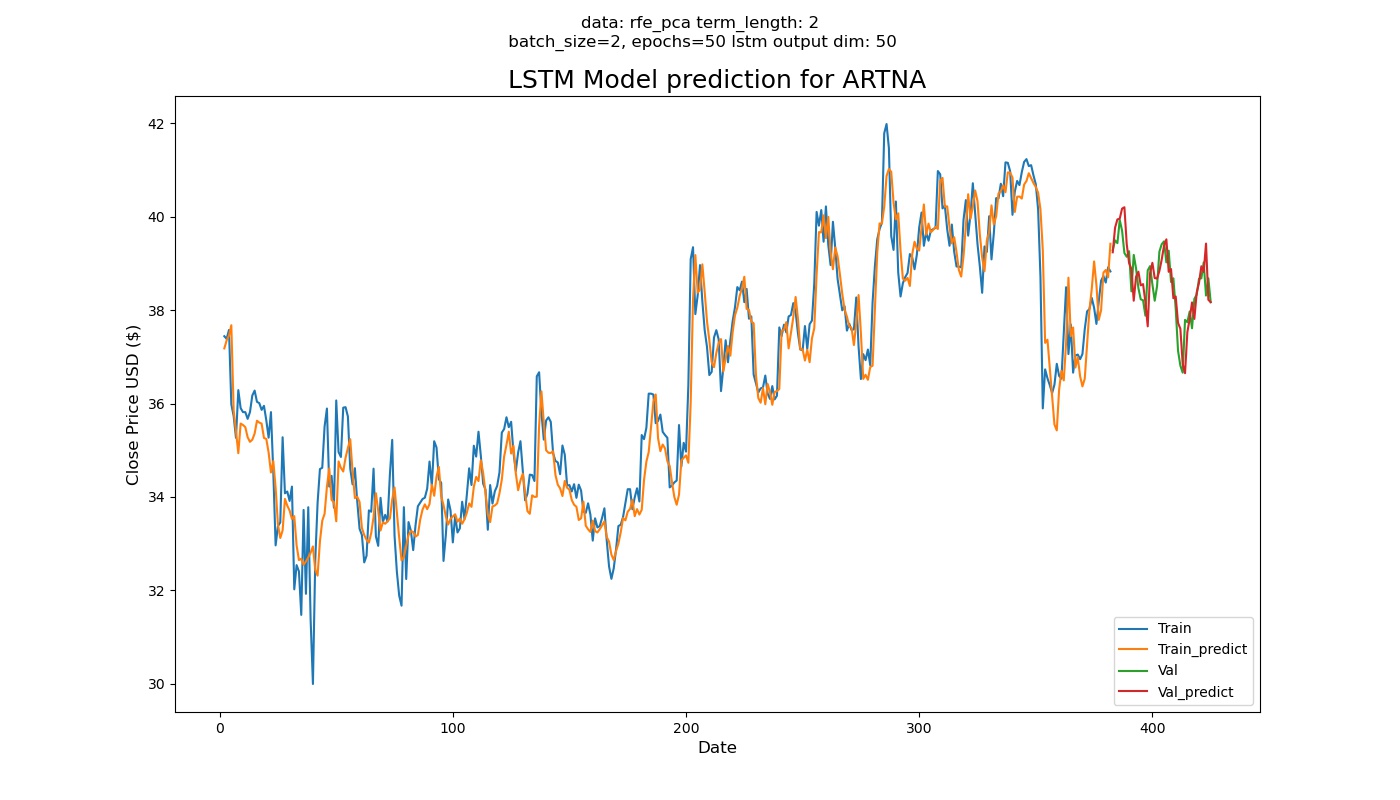 data: rfe_pca term_length: 2
batch_size=2, epochs=50 lstm output dim: 50
LSTM Model prediction for ARTNA
Close Price USD ($)
42
40
38
36
34
32
30
0 100 200 300 400
Date
Train
Train_predict
Val
Val_predict